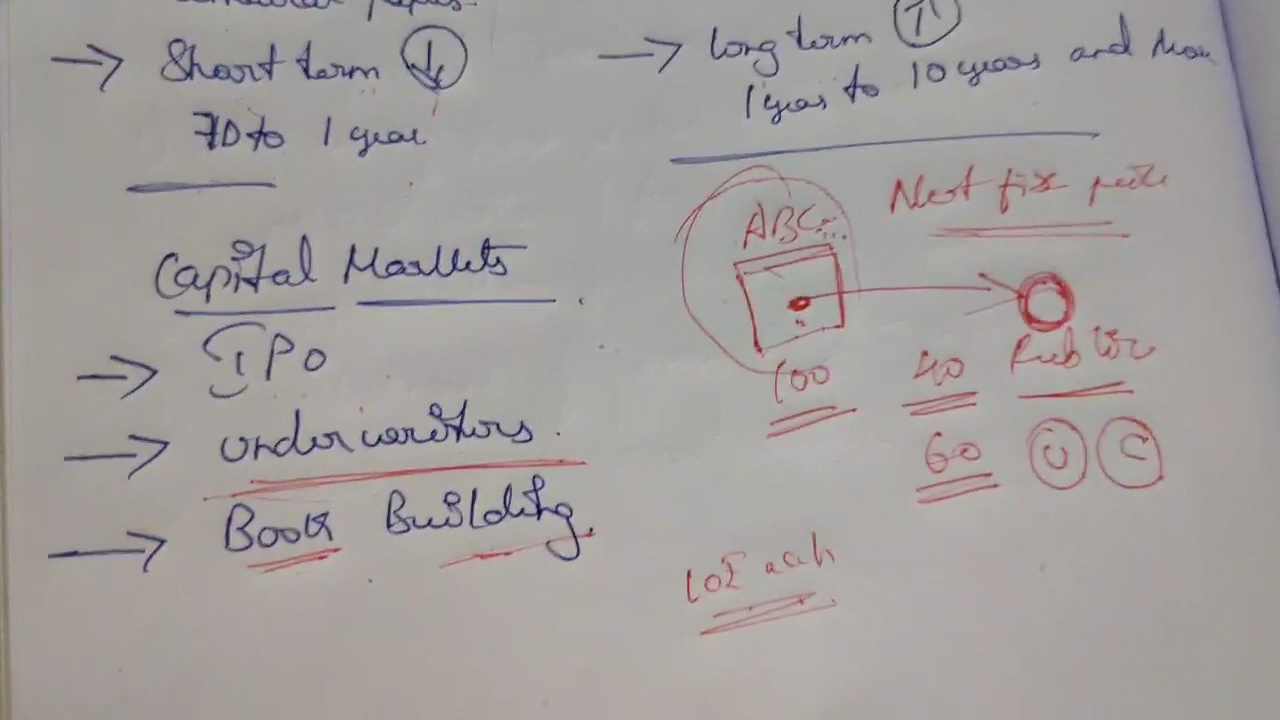 → Short term ↓
7D to 1 year
→ long term ↑
1 year to 10 years and
Capital Markets
→ IPO
→ underwriters.
→ Book Building.
Not fix
ABC...
100
40
60
U C
10₹ each